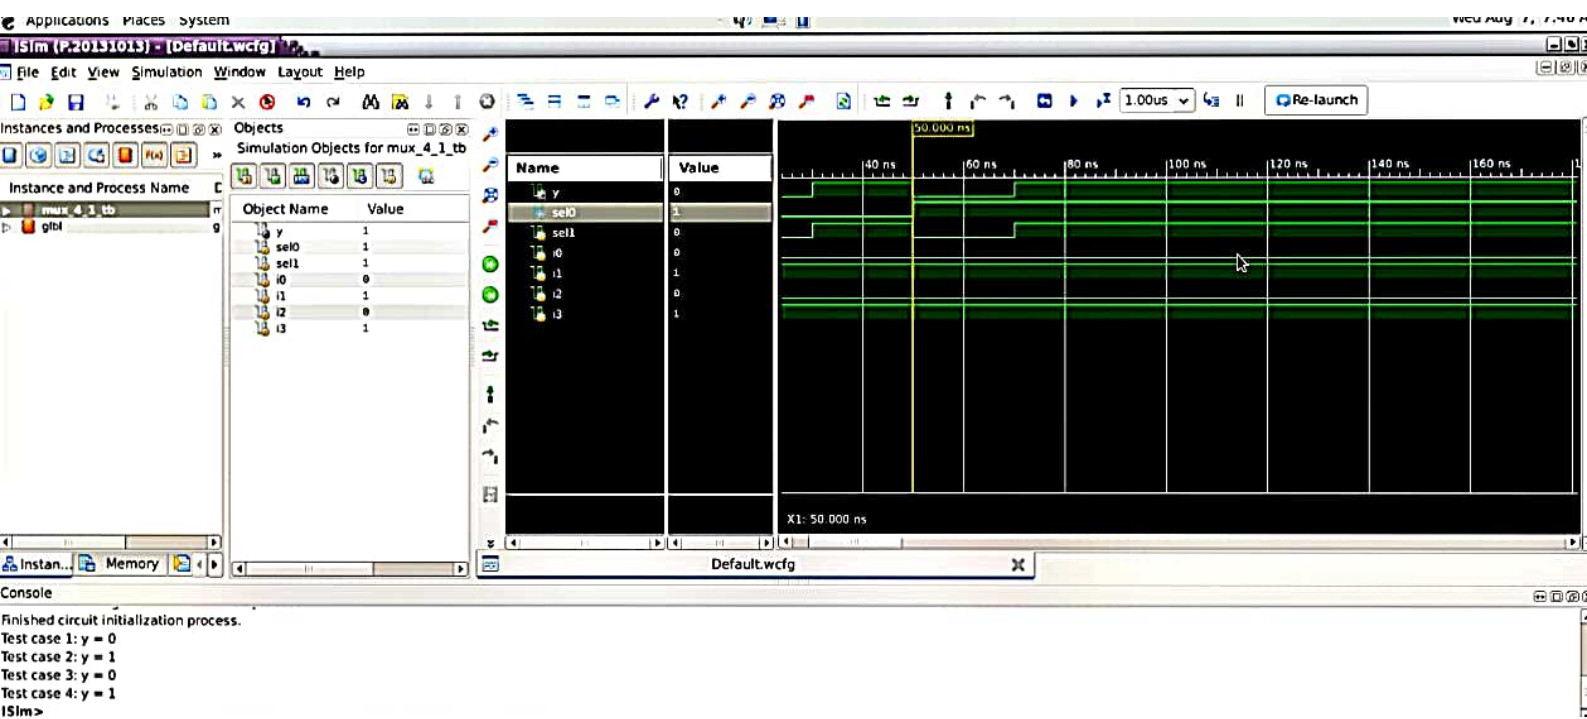 Applications Places System
Wed Aug 7, 7:46 A
ISim (P.20131013) - [Default.wcfg]
File Edit View Simulation Window Layout Help
1.00us
Re-launch
Instances and Processes
Instance and Process Name
mux_4_1_tb
glbl
g
Instan...
Memory
Objects
Simulation Objects for mux_4_1_tb
Object Name Value
y 1
sel0 1
sel1 1
i0 0
i1 1
i2 0
i3 1
Name Value
y 0
sel0 1
sel1 0
i0 0
i1 1
i2 0
i3 1
50.000 ns
40 ns 60 ns 80 ns 100 ns 120 ns 140 ns 160 ns
X1: 50.000 ns
Default.wcfg
Console
Finished circuit initialization process.
Test case 1: y = 0
Test case 2: y = 1
Test case 3: y = 0
Test case 4: y = 1
ISim>